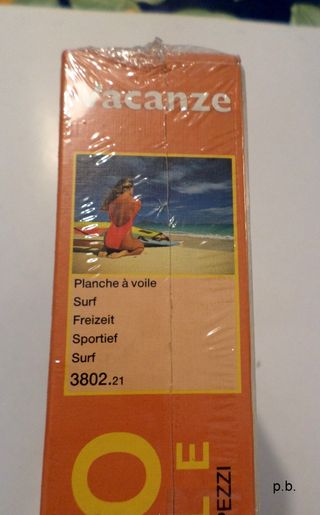 Vacanze
Planche à voile
Surf
Freizeit
Sportief
Surf
3802.21
O
L E
PEZZI
p.b.